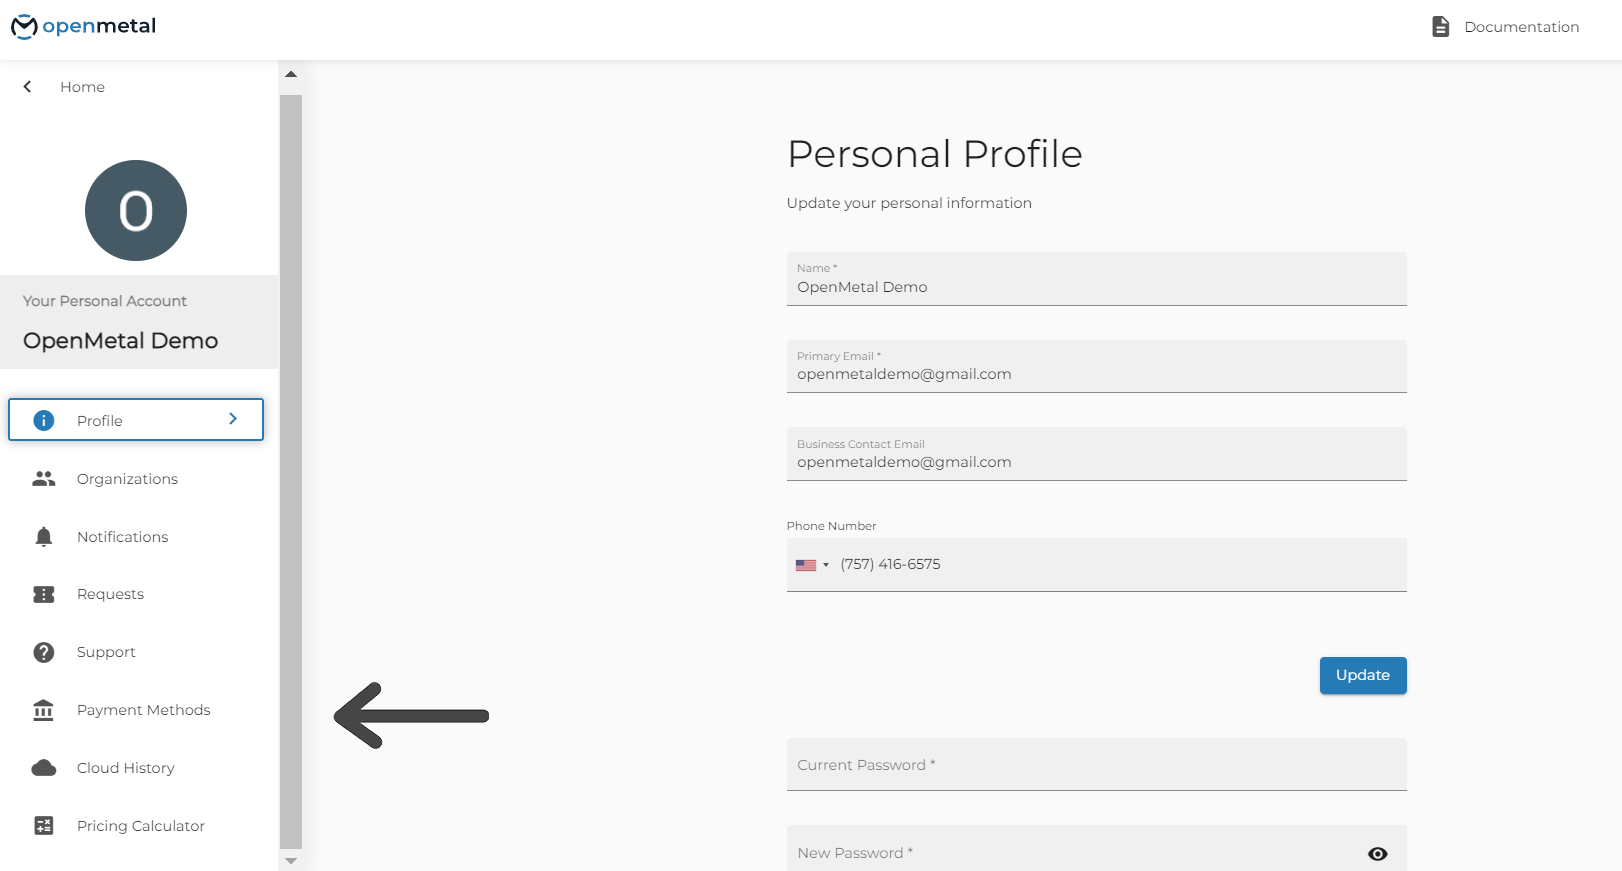 openmetal
Documentation
Home
O
Your Personal Account
OpenMetal Demo
Profile
Organizations
Notifications
Requests
Support
Payment Methods
Cloud History
Pricing Calculator
Personal Profile
Update your personal information
Name *
OpenMetal Demo
Primary Email *
openmetaldemo@gmail.com
Business Contact Email
openmetaldemo@gmail.com
Phone Number
(757) 416-6575
Update
Current Password *
New Password *